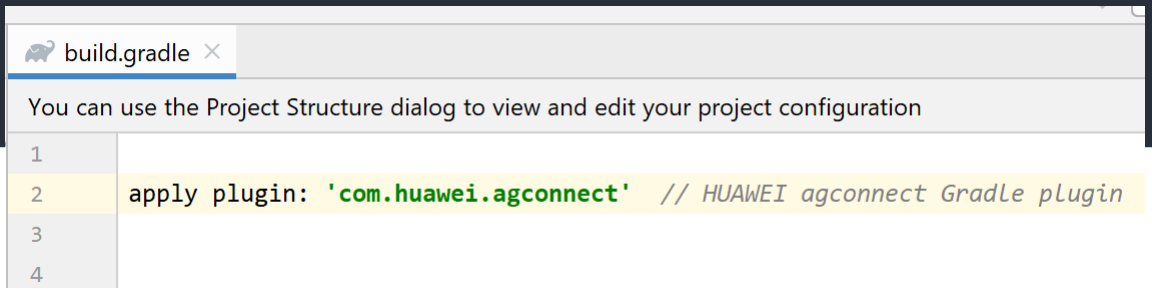 build.gradle
You can use the Project Structure dialog to view and edit your project configuration
1
2 apply plugin: 'com.huawei.agconnect'  // HUAWEI agconnect Gradle plugin
3
4